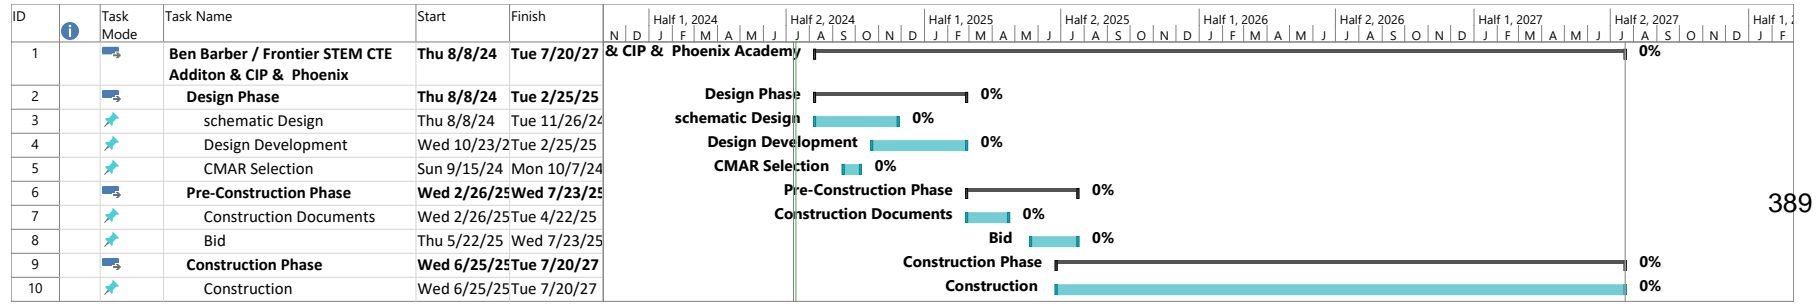 ID Task Mode Task Name Start Finish Half 1, 2024 Half 2, 2024 Half 1, 2025 Half 2, 2025 Half 1, 2026 Half 2, 2026 Half 1, 2027 Half 2, 2027 Half 1, 2
N D J F M A M J J A S O N D J F M A M J J A S O N D J F M A M J J A S O N D J F M A M J J A S O N D J F
1 Ben Barber / Frontier STEM CTE Thu 8/8/24 Tue 7/20/27 & CIP & Phoenix Academy 0%
Additon & CIP & Phoenix
2 Design Phase Thu 8/8/24 Tue 2/25/25 Design Phase 0%
3 schematic Design Thu 8/8/24 Tue 11/26/24 schematic Design 0%
4 Design Development Wed 10/23/2 Tue 2/25/25 Design Development 0%
5 CMAR Selection Sun 9/15/24 Mon 10/7/24 CMAR Selection 0%
6 Pre-Construction Phase Wed 2/26/25 Wed 7/23/25 Pre-Construction Phase 0%
7 Construction Documents Wed 2/26/25 Tue 4/22/25 Construction Documents 0%
8 Bid Thu 5/22/25 Wed 7/23/25 Bid 0%
9 Construction Phase Wed 6/25/25 Tue 7/20/27 Construction Phase 0%
10 Construction Wed 6/25/25 Tue 7/20/27 Construction 0%
389